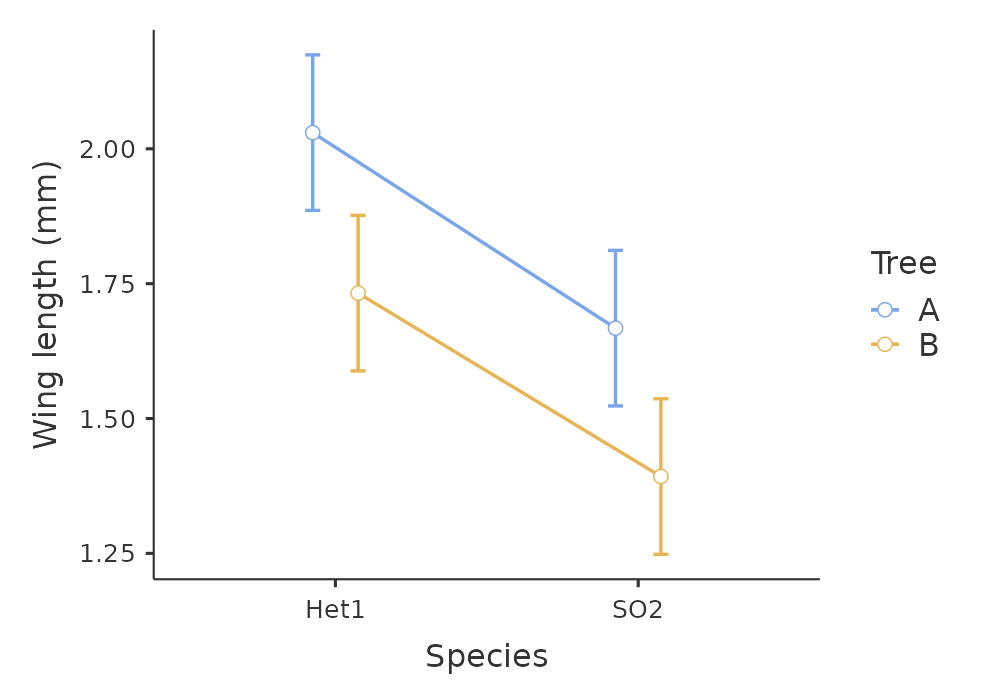 Wing length (mm)
2.00
1.75
1.50
1.25
Het1
SO2
Species
Tree
A
B